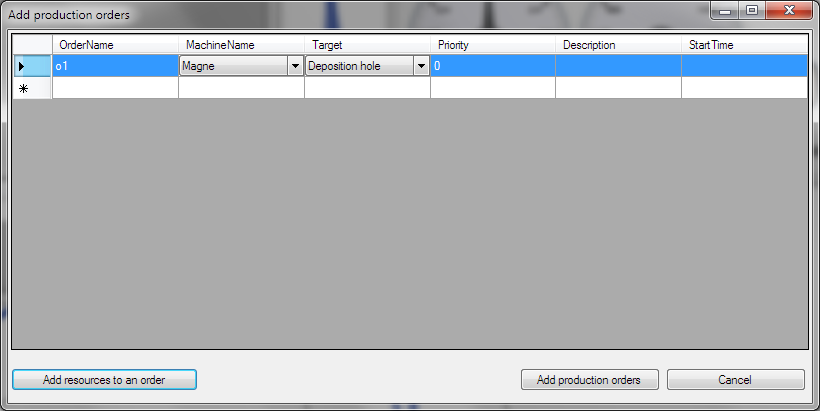 Add production orders
OrderName MachineName Target Priority Description StartTime
o1 Magne Deposition hole 0
Add resources to an order Add production orders Cancel